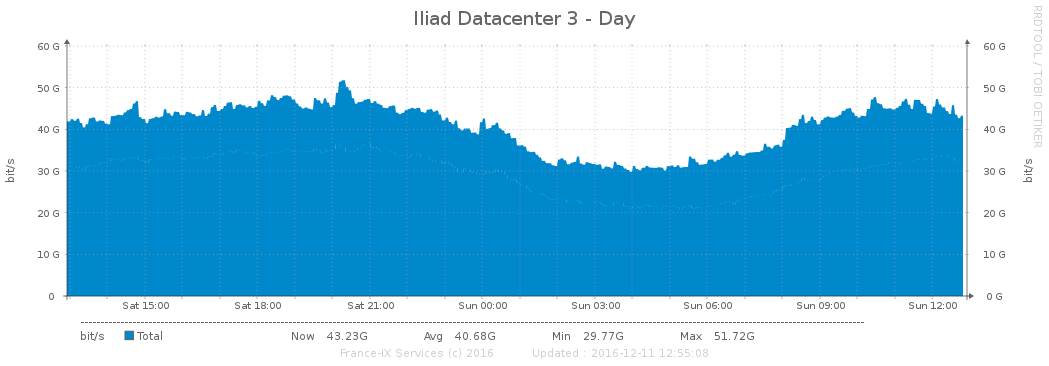 Iliad Datacenter 3 - Day
RRDTOOL / TOBI OETIKER
60 G 60 G
50 G 50 G
40 G 40 G
30 G 30 G
20 G 20 G
10 G 10 G
0 0 G
bit/s bit/s
Sat 15:00 Sat 18:00 Sat 21:00 Sun 00:00 Sun 03:00 Sun 06:00 Sun 09:00 Sun 12:00
bit/s Total Now 43.23G Avg 40.68G Min 29.77G Max 51.72G
France-IX Services (c) 2016 Updated : 2016-12-11 12:55:08